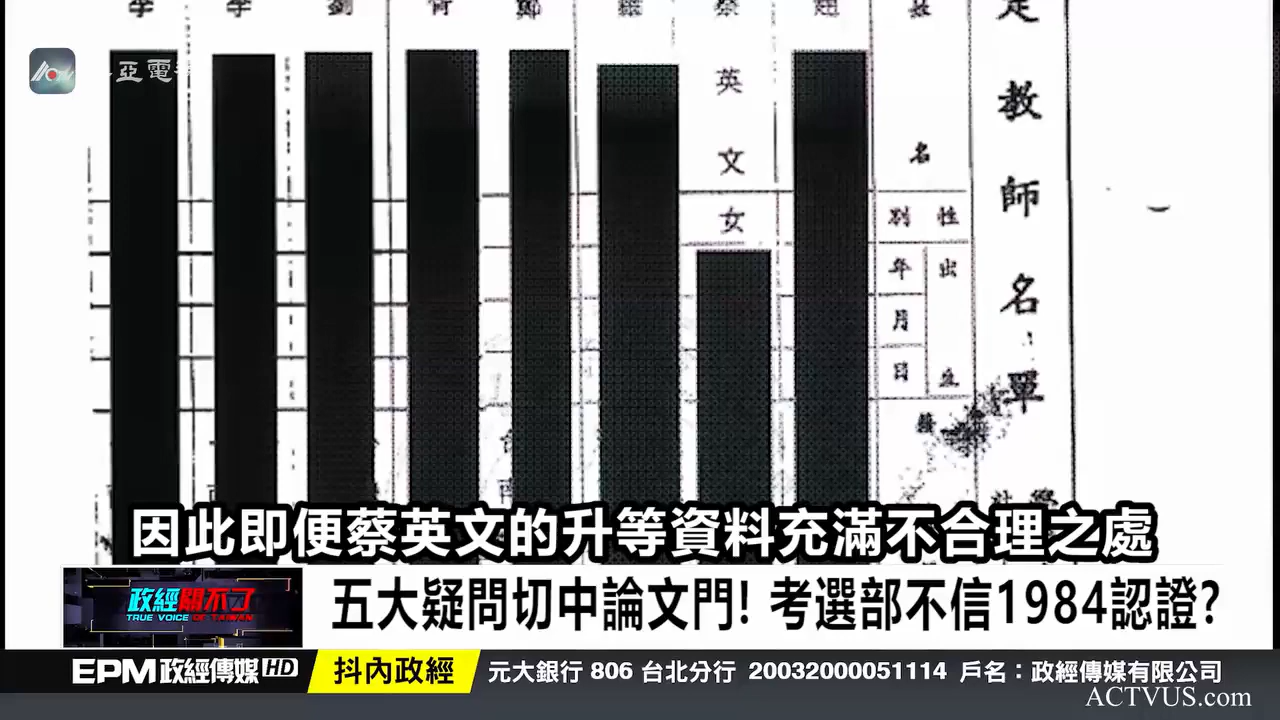 定教師名單
名
性別
出生
年月日
蔡英文
女
亞電
因此即便蔡英文的升等資料充滿不合理之處
政經關不了
TRUE VOICE OF TAIWAN
五大疑問切中論文門! 考選部不信1984認證?
EPM政經傳媒HD
抖內政經
元大銀行 806 台北分行 20032000051114 戶名：政經傳媒有限公司
ACTVUS.com